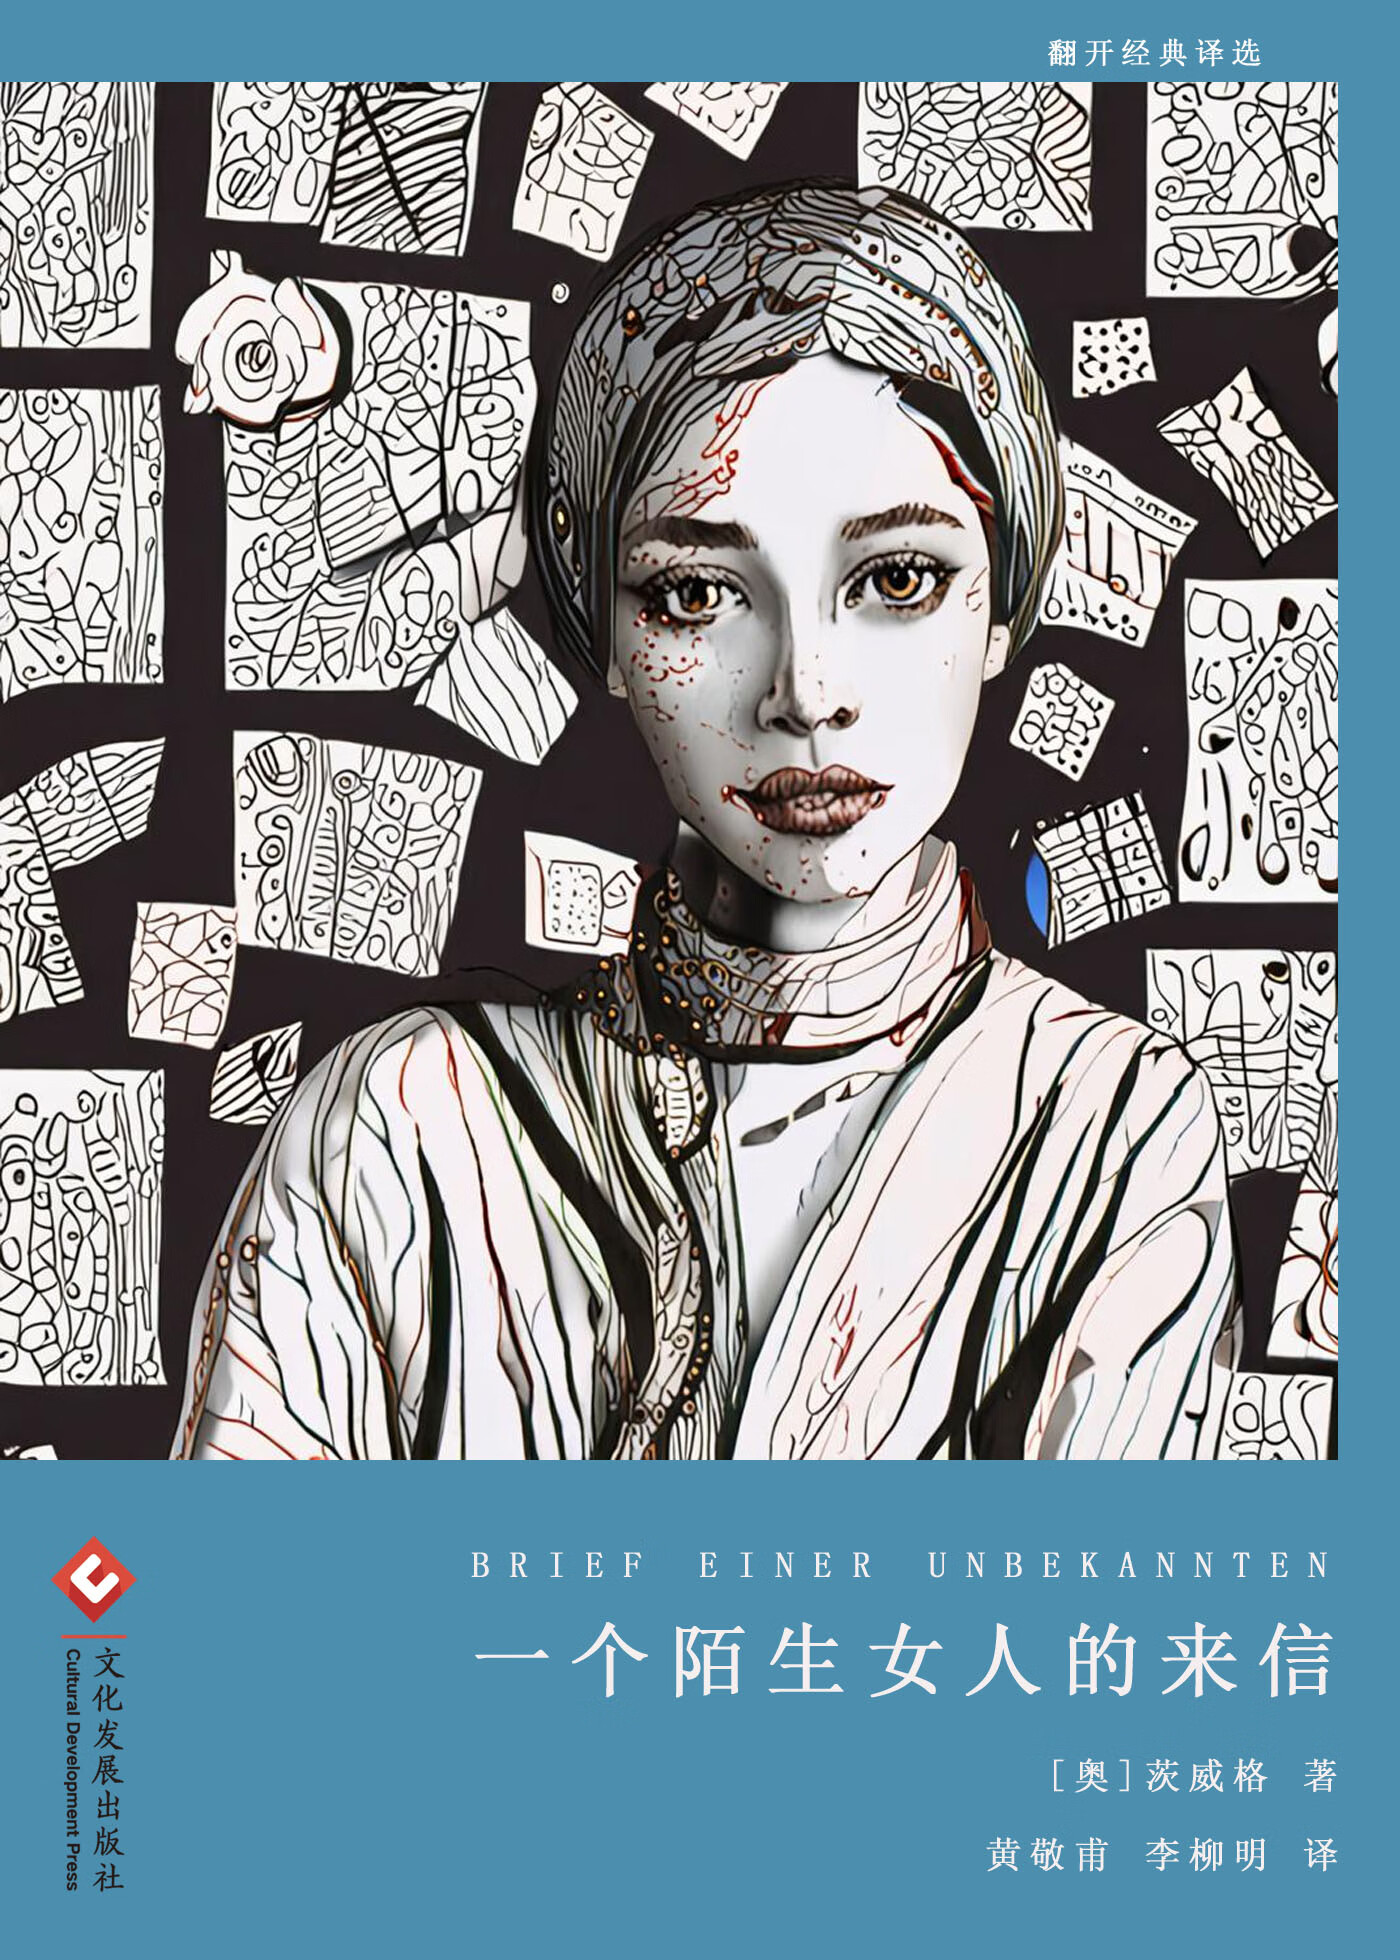 翻开经典译选
BRIEF EINER UNBEKANNTEN
一个陌生女人的来信
[奥]茨威格 著
黄敬甫 李柳明 译
文化发展出版社
Cultural Development Press